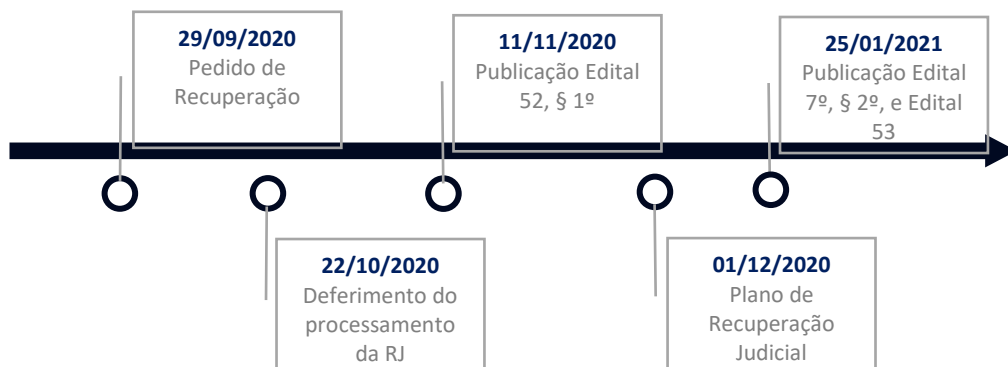 29/09/2020
Pedido de
Recuperação
11/11/2020
Publicação Edital
52, § 1º
25/01/2021
Publicação Edital
7º, § 2º, e Edital
53
22/10/2020
Deferimento do
processamento
da RJ
01/12/2020
Plano de
Recuperação
Judicial